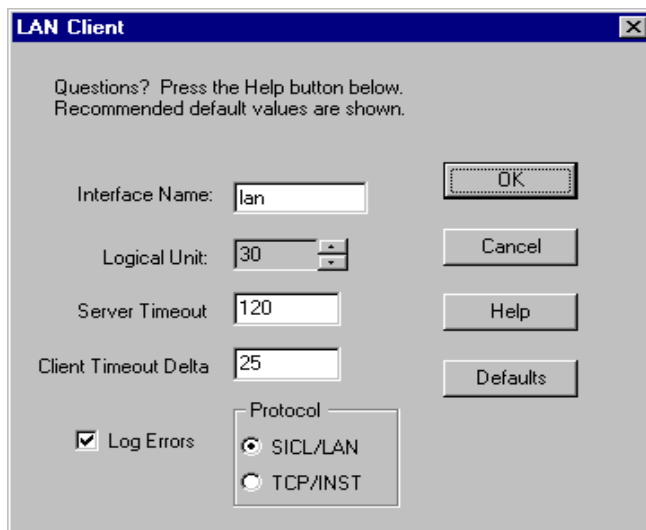 LAN Client
Questions? Press the Help button below.
Recommended default values are shown.
Interface Name: lan
OK
Logical Unit: 30
Cancel
Server Timeout 120
Help
Client Timeout Delta 25
Defaults
Log Errors
Protocol
SICL/LAN
TCP/INST